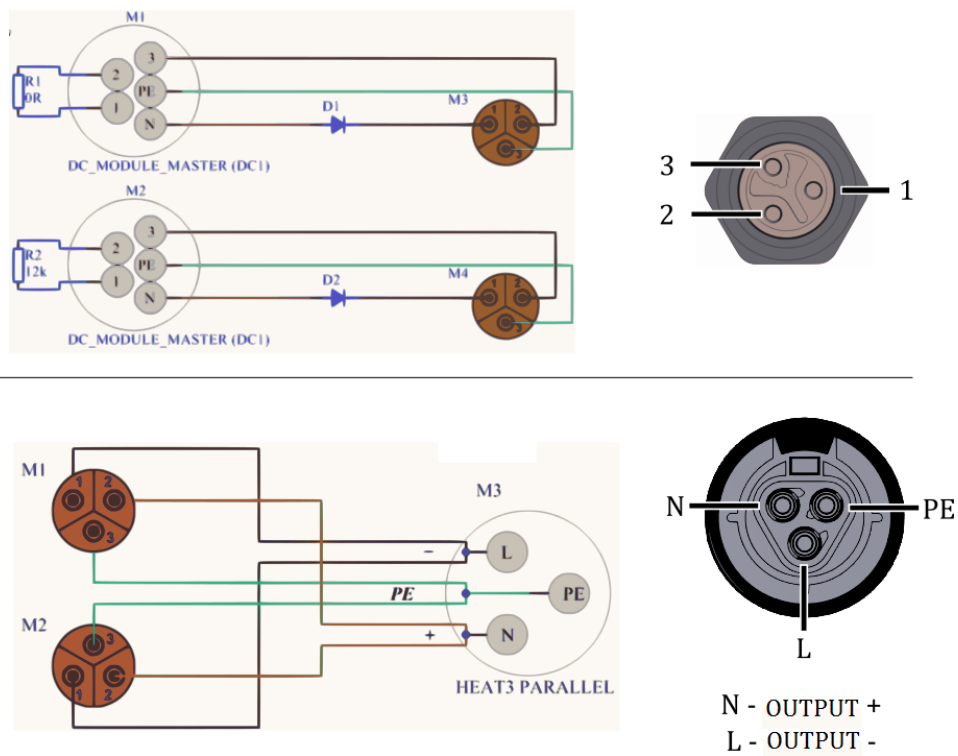 M1
3
2
PE
1
N
R1
0R
D1
M3
1 2
3
DC_MODULE_MASTER (DC1)
M2
3
2
PE
1
N
R2
12k
D2
M4
1 2
3
DC_MODULE_MASTER (DC1)
3
2
1
M1
1 2
3
M2
3
1 2
M3
−
L
PE
PE
+
N
HEAT3 PARALLEL
N
PE
L
N - OUTPUT +
L - OUTPUT -